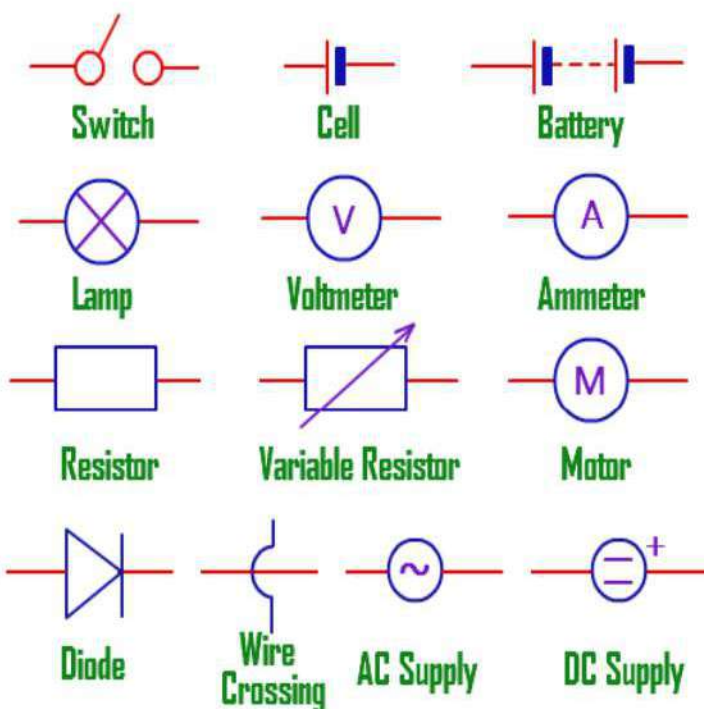 Switch
Cell
Battery
Lamp
V
Voltmeter
A
Ammeter
Resistor
Variable Resistor
M
Motor
Diode
Wire
Crossing
~
AC Supply
+
DC Supply